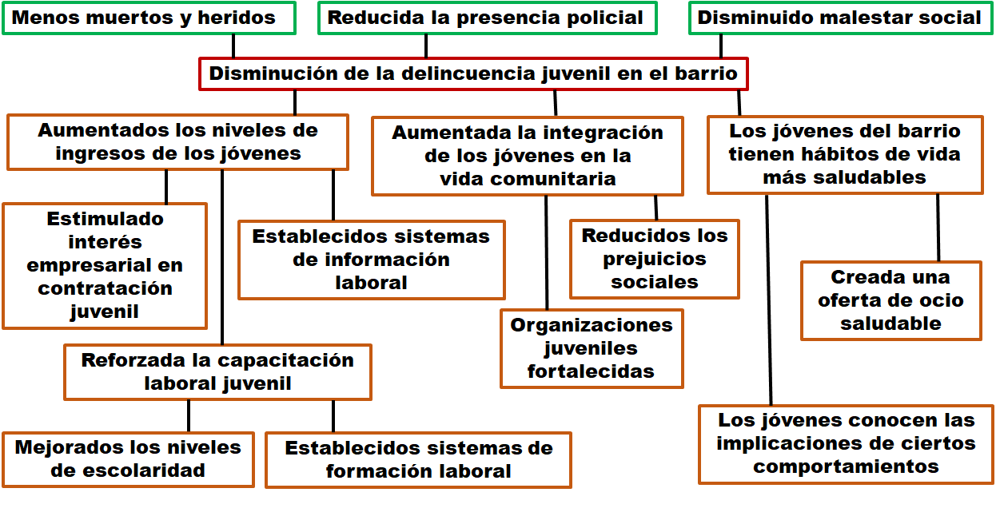 Menos muertos y heridos
Reducida la presencia policial
Disminuido malestar social
Disminución de la delincuencia juvenil en el barrio
Aumentados los niveles de
ingresos de los jóvenes
Aumentada la integración
de los jóvenes en la
vida comunitaria
Los jóvenes del barrio
tienen hábitos de vida
más saludables
Estimulado
interés
empresarial en
contratación
juvenil
Establecidos sistemas
de información
laboral
Reducidos los
prejuicios
sociales
Creada una
oferta de ocio
saludable
Organizaciones
juveniles
fortalecidas
Reforzada la capacitación
laboral juvenil
Los jóvenes conocen las
implicaciones de ciertos
comportamientos
Mejorados los niveles
de escolaridad
Establecidos sistemas de
formación laboral